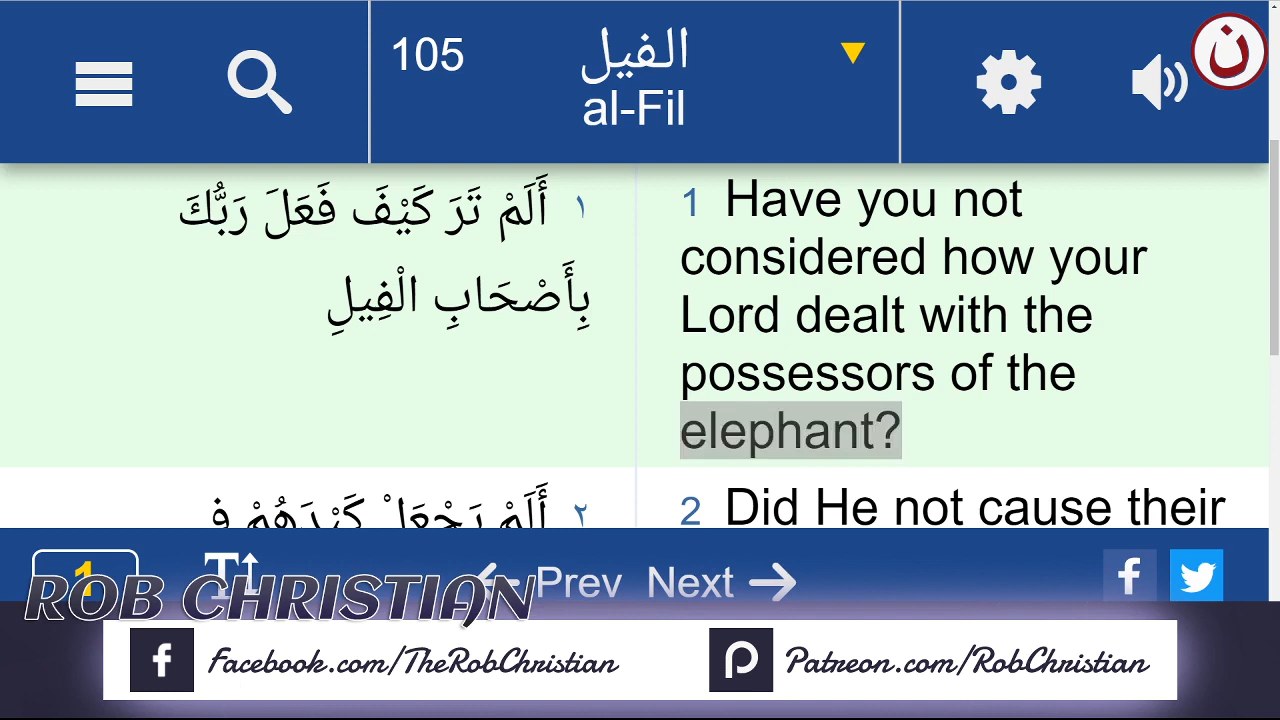 105
الفيل
al-Fil
ن
١ أَلَمْ تَرَ كَيْفَ فَعَلَ رَبُّكَ
بِأَصْحَابِ الْفِيلِ
1 Have you not
considered how your
Lord dealt with the
possessors of the
elephant?
٢ أَلَمْ
2 Did He not cause their
1
T
Prev Next
ROB CHRISTIAN
Facebook.com/TheRobChristian
Patreon.com/RobChristian